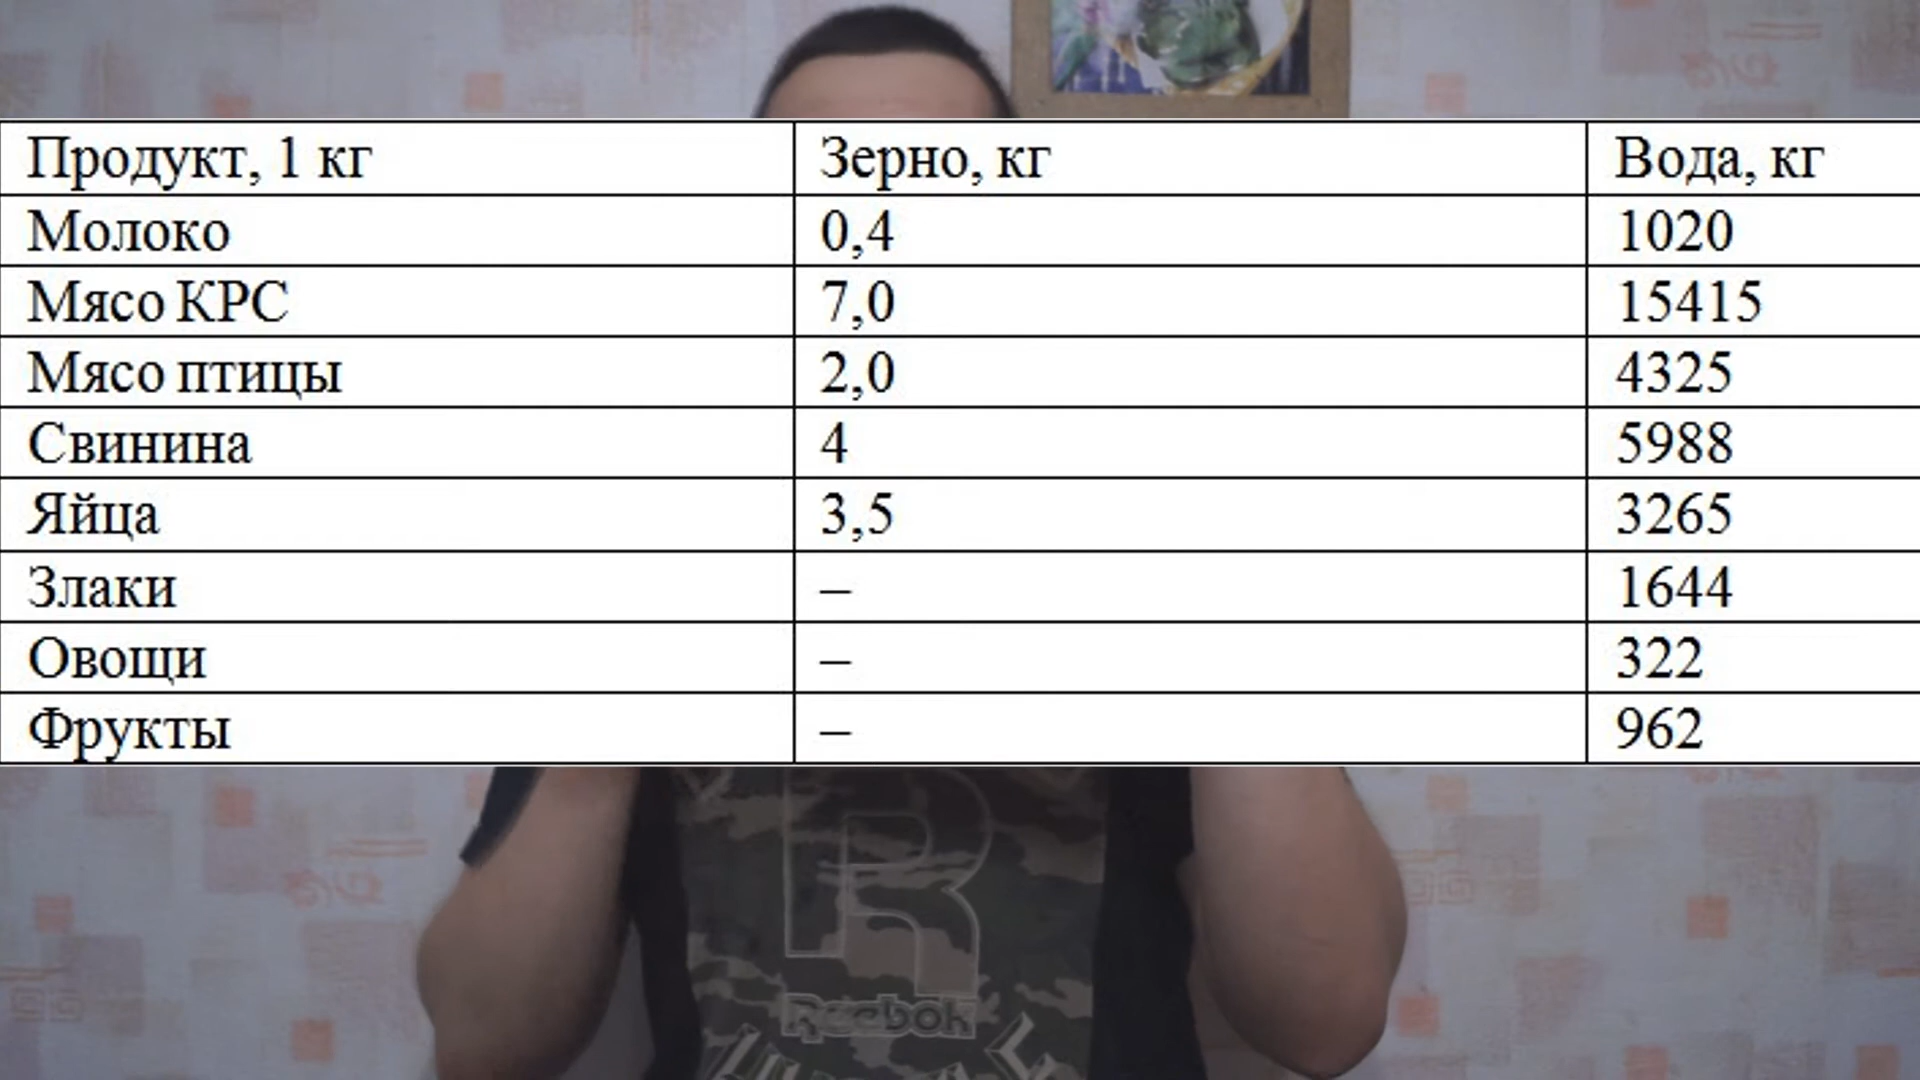 Продукт, 1 кг Зерно, кг Вода, кг
Молоко 0,4 1020
Мясо КРС 7,0 15415
Мясо птицы 2,0 4325
Свинина 4 5988
Яйца 3,5 3265
Злаки – 1644
Овощи – 322
Фрукты – 962
R
Reebok